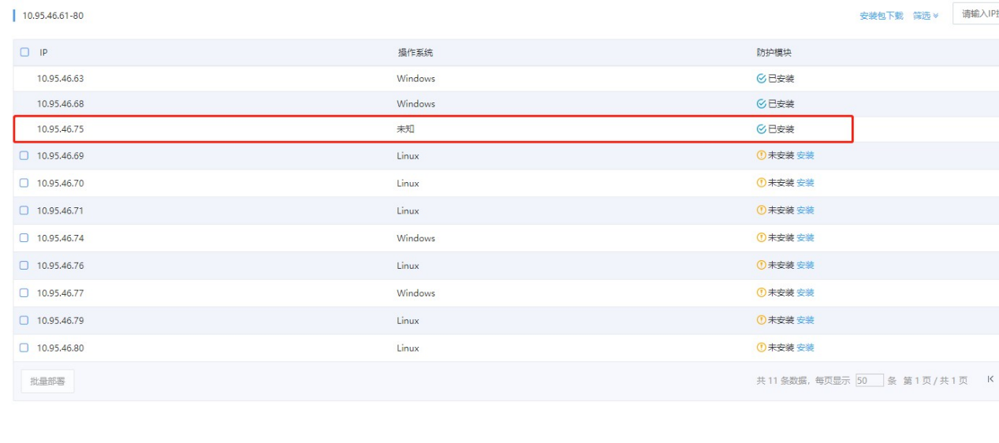 10.95.46.61-80 安装包下载 筛选 请输入IP
IP 操作系统 防护模块
10.95.46.63 Windows 已安装
10.95.46.68 Windows 已安装
10.95.46.75 未知 已安装
10.95.46.69 Linux 未安装 安装
10.95.46.70 Linux 未安装 安装
10.95.46.71 Linux 未安装 安装
10.95.46.74 Windows 未安装 安装
10.95.46.76 Linux 未安装 安装
10.95.46.77 Windows 未安装 安装
10.95.46.79 Linux 未安装 安装
10.95.46.80 Linux 未安装 安装
批量部署 共 11 条数据，每页显示 50 条 第 1 页 / 共 1 页